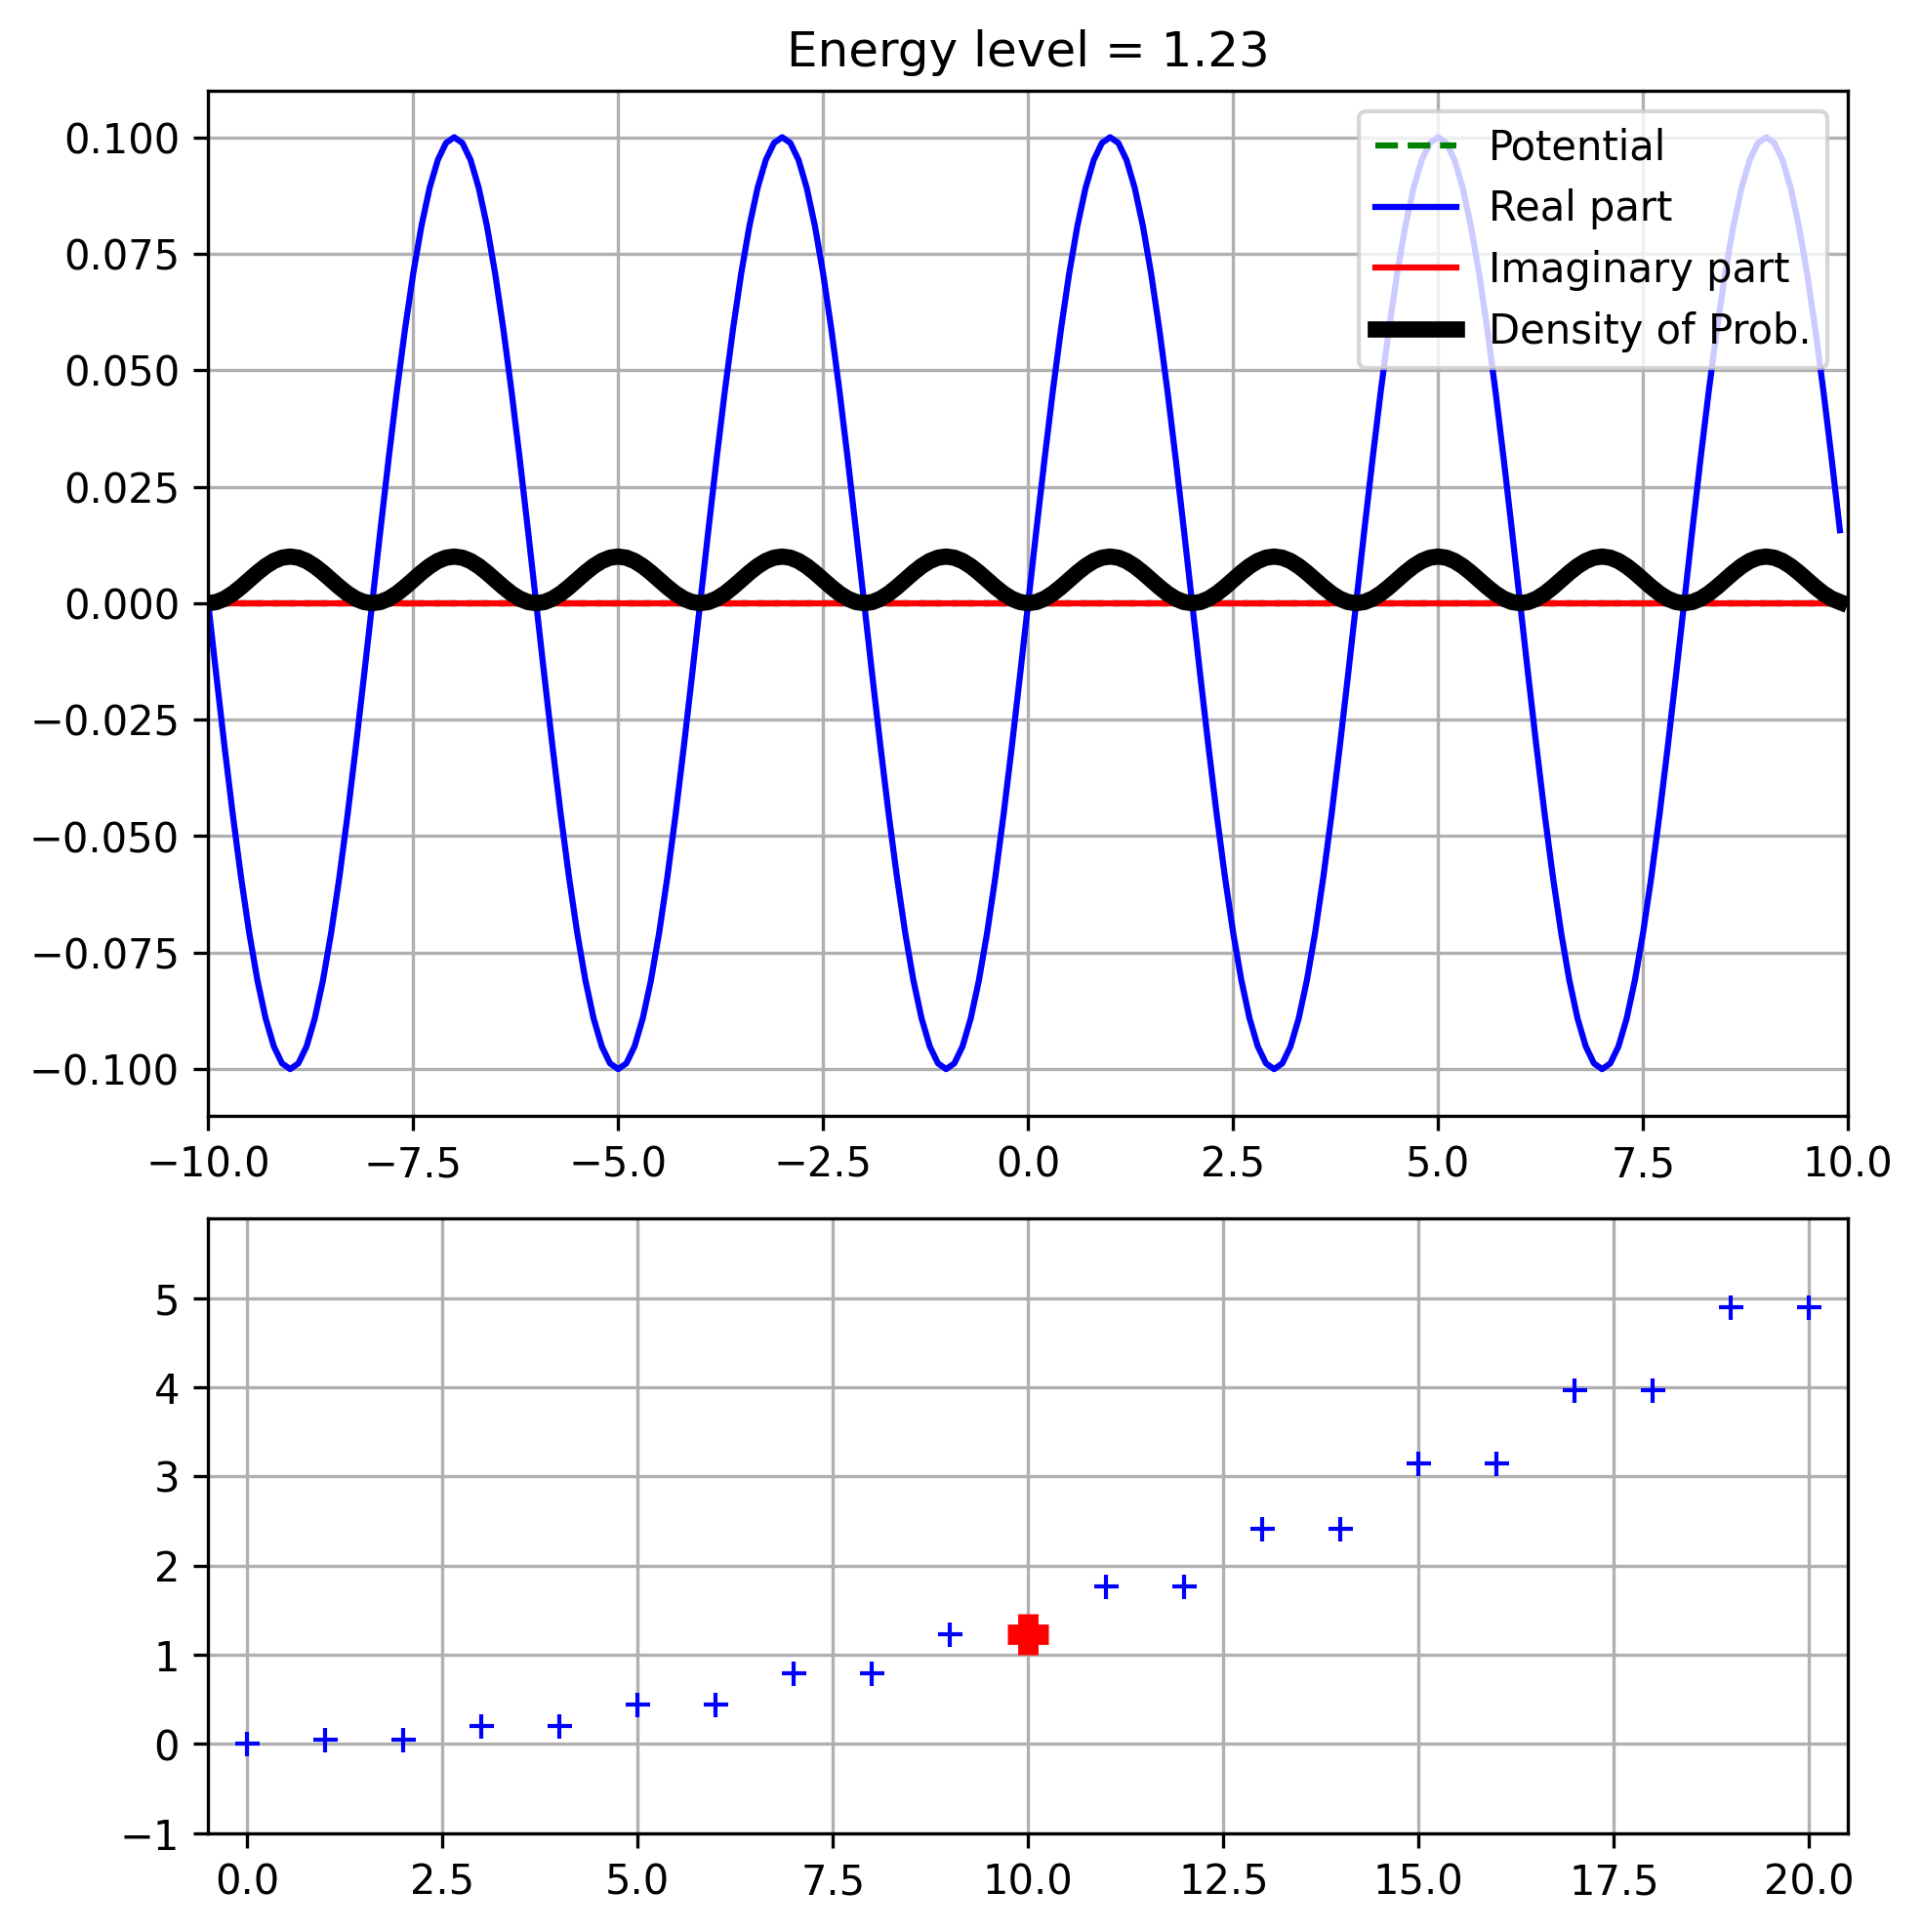 Energy level = 1.23
0.100
0.075
0.050
0.025
0.000
−0.025
−0.050
−0.075
−0.100
Potential
Real part
Imaginary part
Density of Prob.
−10.0 −7.5 −5.0 −2.5 0.0 2.5 5.0 7.5 10.0
5
4
3
2
1
0
−1
0.0 2.5 5.0 7.5 10.0 12.5 15.0 17.5 20.0